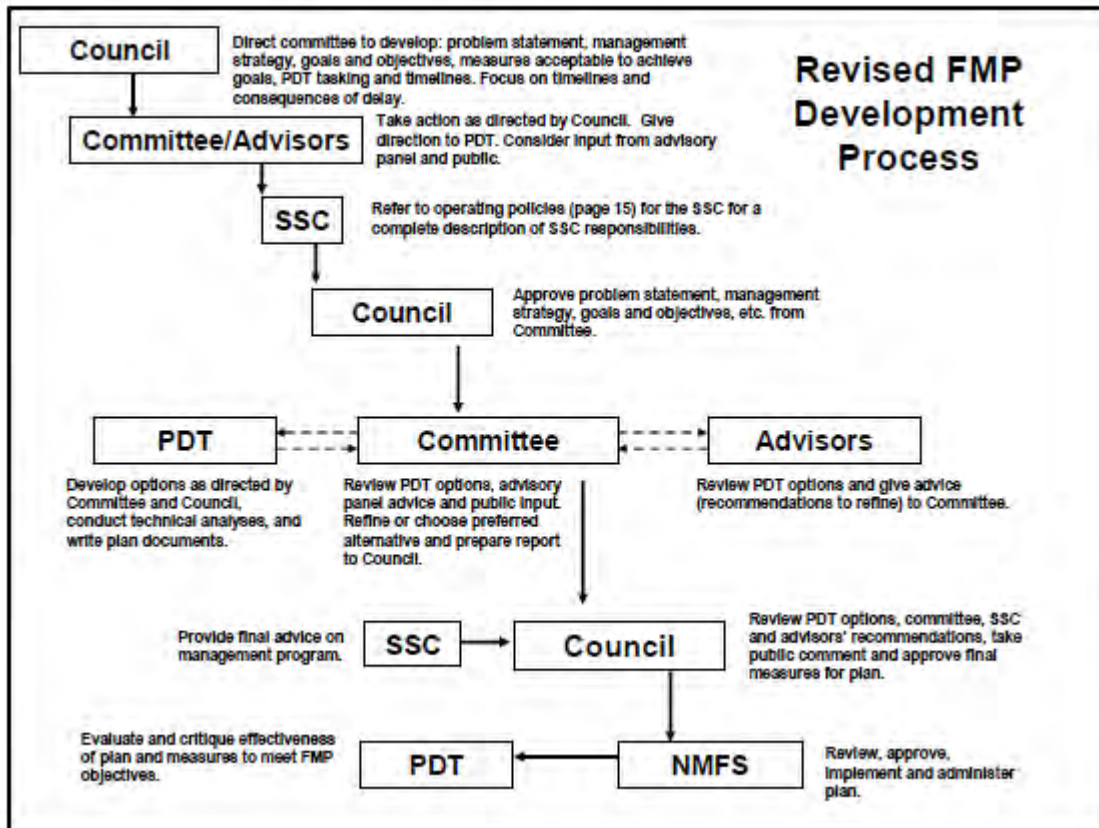 Revised FMP
Development
Process
Council
Direct committee to develop: problem statement, management
strategy, goals and objectives, measures acceptable to achieve
goals, PDT tasking and timelines. Focus on timelines and
consequences of delay.
Committee/Advisors
Take action as directed by Council. Give
direction to PDT. Consider input from advisory
panel and public.
SSC
Refer to operating policies (page 15) for the SSC for a
complete description of SSC responsibilities.
Council
Approve problem statement, management
strategy, goals and objectives, etc. from
Committee.
PDT
Develop options as directed by
Committee and Council,
conduct technical analyses, and
write plan documents.
Committee
Review PDT options, advisory
panel advice and public input.
Refine or choose preferred
alternative and prepare report
to Council.
Advisors
Review PDT options and give advice
(recommendations to refine) to Committee.
Provide final advice on
management program.
SSC
Council
Review PDT options, committee, SSC
and advisors' recommendations, take
public comment and approve final
measures for plan.
Evaluate and critique effectiveness
of plan and measures to meet FMP
objectives.
PDT
NMFS
Review, approve,
implement and administer
plan.